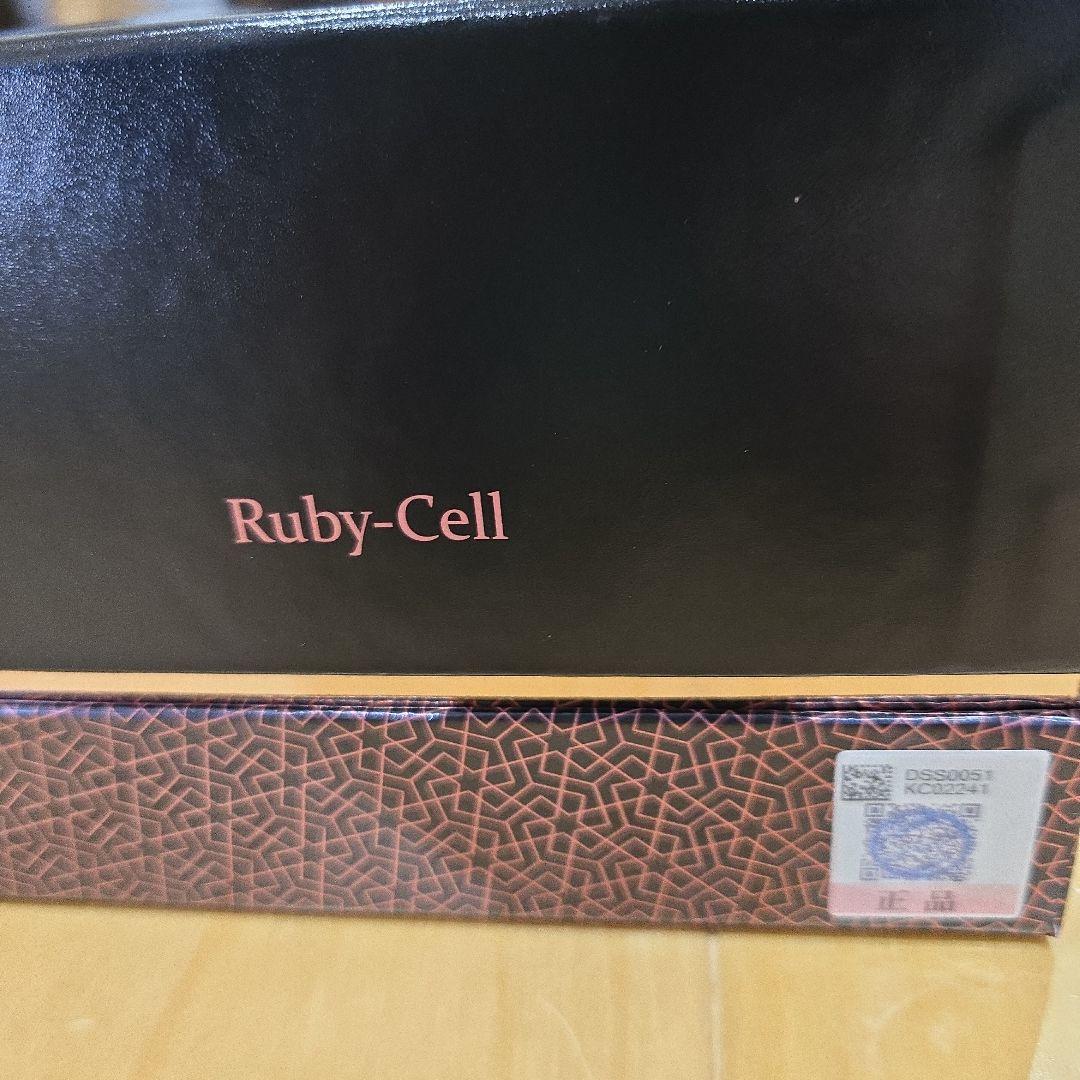 Ruby-Cell
DSS0051
KC02241
正品